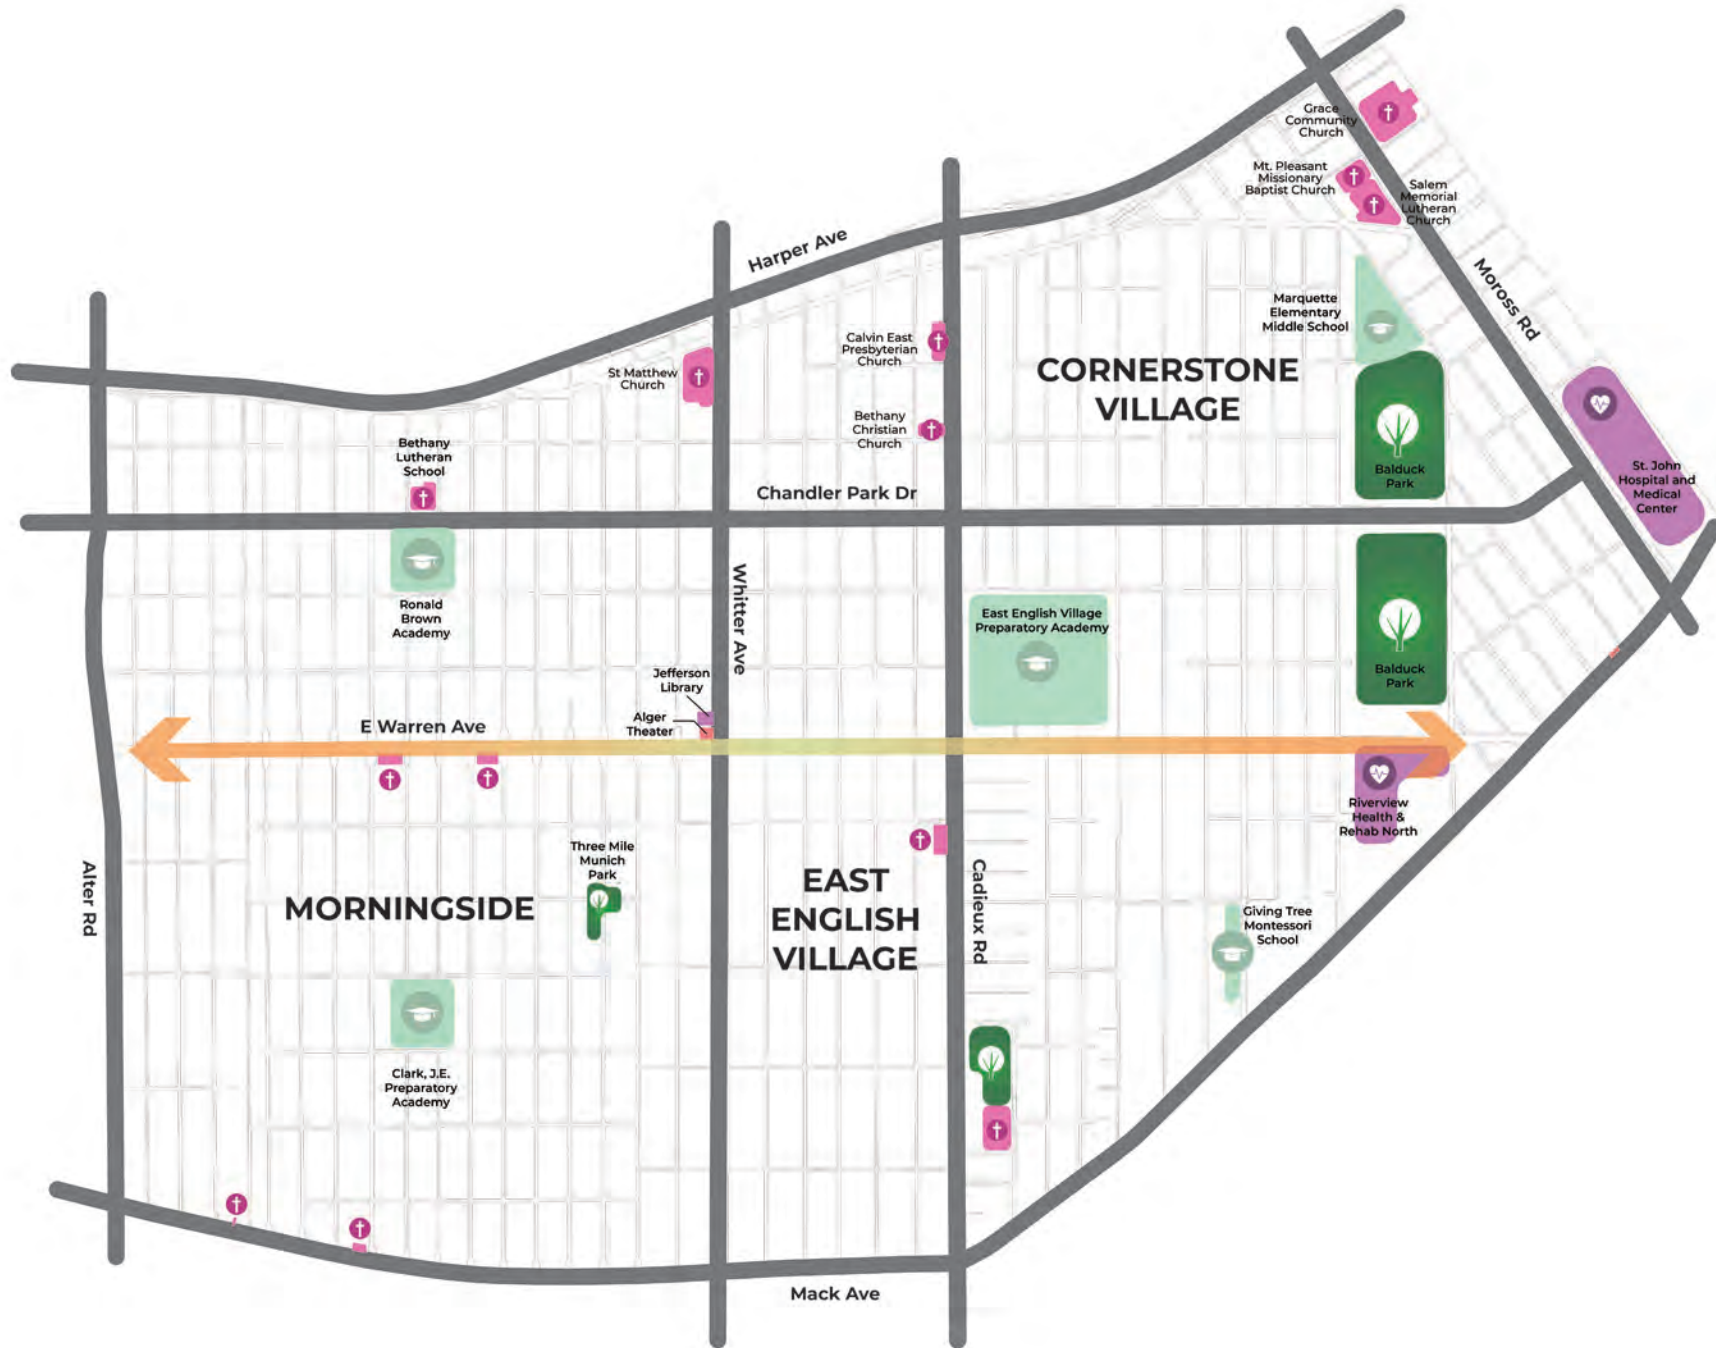 Grace
Community
Church
Mt. Pleasant
Missionary
Baptist Church
Salem
Memorial
Lutheran
Church
Harper Ave
Moross Rd
Marquette
Elementary
Middle School
Calvin East
Presbyterian
Church
St Matthew
Church
CORNERSTONE
VILLAGE
Bethany
Christian
Church
Bethany
Lutheran
School
Balduck
Park
St. John
Hospital and
Medical
Center
Chandler Park Dr
Ronald
Brown
Academy
Whitter Ave
East English Village
Preparatory Academy
Balduck
Park
Jefferson
Library
Alger
Theater
E Warren Ave
Riverview
Health &
Rehab North
Three Mile
Munich
Park
Alter Rd
MORNINGSIDE
EAST
ENGLISH
VILLAGE
Cadieux Rd
Giving Tree
Montessori
School
Clark, J.E.
Preparatory
Academy
Mack Ave